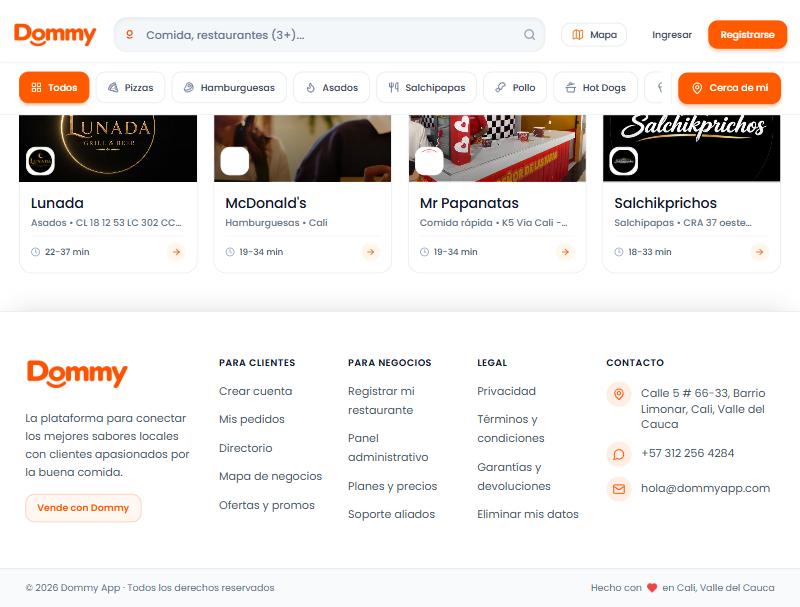 Dommy
Comida, restaurantes (3+)...
Mapa
Ingresar
Registrarse
Todos
Pizzas
Hamburguesas
Asados
Salchipapas
Pollo
Hot Dogs
Cerca de mí
LUNADA
GRILL & BEER
SEÑOR DE LAS PAPAS
Salchikprichos
Lunada
McDonald's
Mr Papanatas
Salchikprichos
Asados • CL 18 12 53 LC 302 CC...
Hamburguesas • Cali
Comida rápida • K5 Via Cali -...
Salchipapas • CRA 37 oeste...
22-37 min
19-34 min
19-34 min
18-33 min
Dommy
La plataforma para conectar
los mejores sabores locales
con clientes apasionados por
la buena comida.
Vende con Dommy
PARA CLIENTES
Crear cuenta
Mis pedidos
Directorio
Mapa de negocios
Ofertas y promos
PARA NEGOCIOS
Registrar mi
restaurante
Panel
administrativo
Planes y precios
Soporte aliados
LEGAL
Privacidad
Términos y
condiciones
Garantías y
devoluciones
Eliminar mis datos
CONTACTO
Calle 5 # 66-33, Barrio
Limonar, Cali, Valle del
Cauca
+57 312 256 4284
hola@dommyapp.com
© 2026 Dommy App · Todos los derechos reservados
Hecho con ❤ en Cali, Valle del Cauca